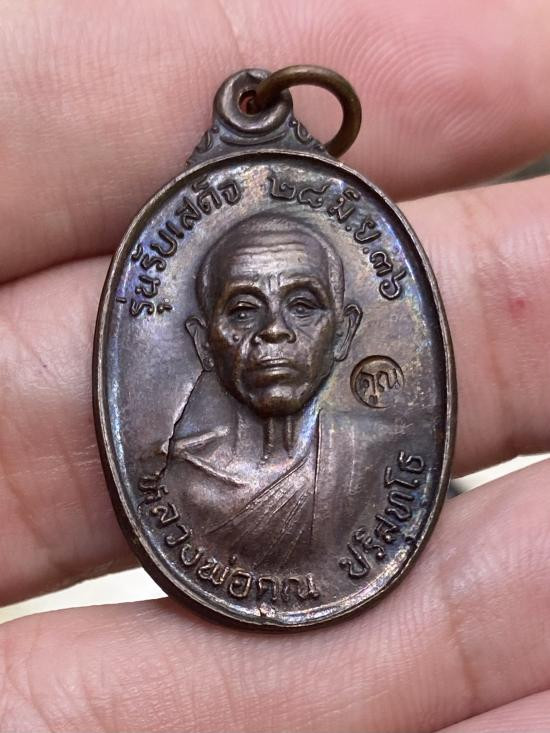 รุ่นรับเสด็จ ๒๘ มิ.ย.๓๖
คูณ
หลวงพ่อคูณ ปริสุทฺโธ